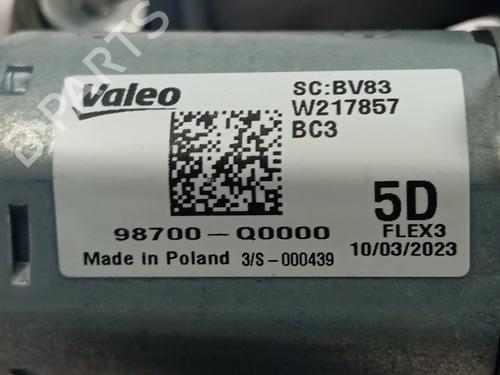 B-PARTS
Valeo
SC:BV83
W217857
BC3
5D
98700-Q0000
FLEX3
Made in Poland 3/S-000439
10/03/2023